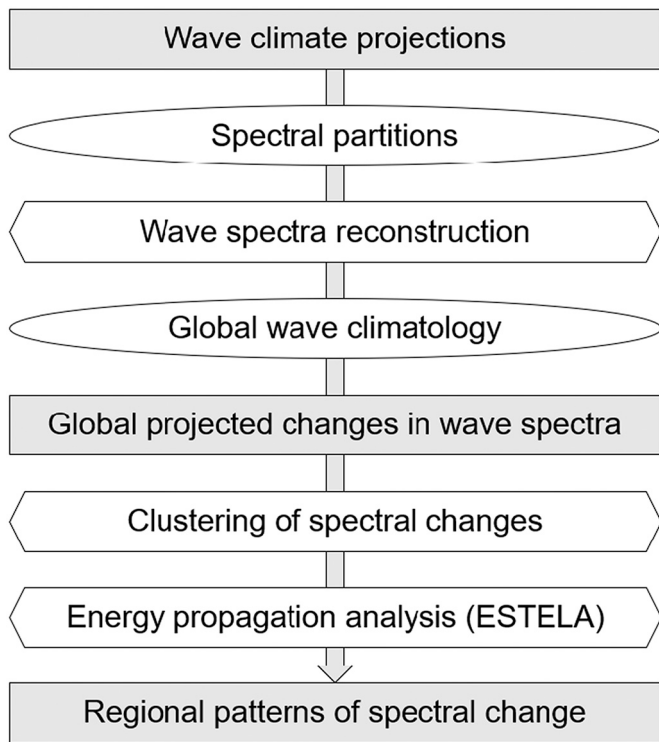 Wave climate projections
Spectral partitions
Wave spectra reconstruction
Global wave climatology
Global projected changes in wave spectra
Clustering of spectral changes
Energy propagation analysis (ESTELA)
Regional patterns of spectral change